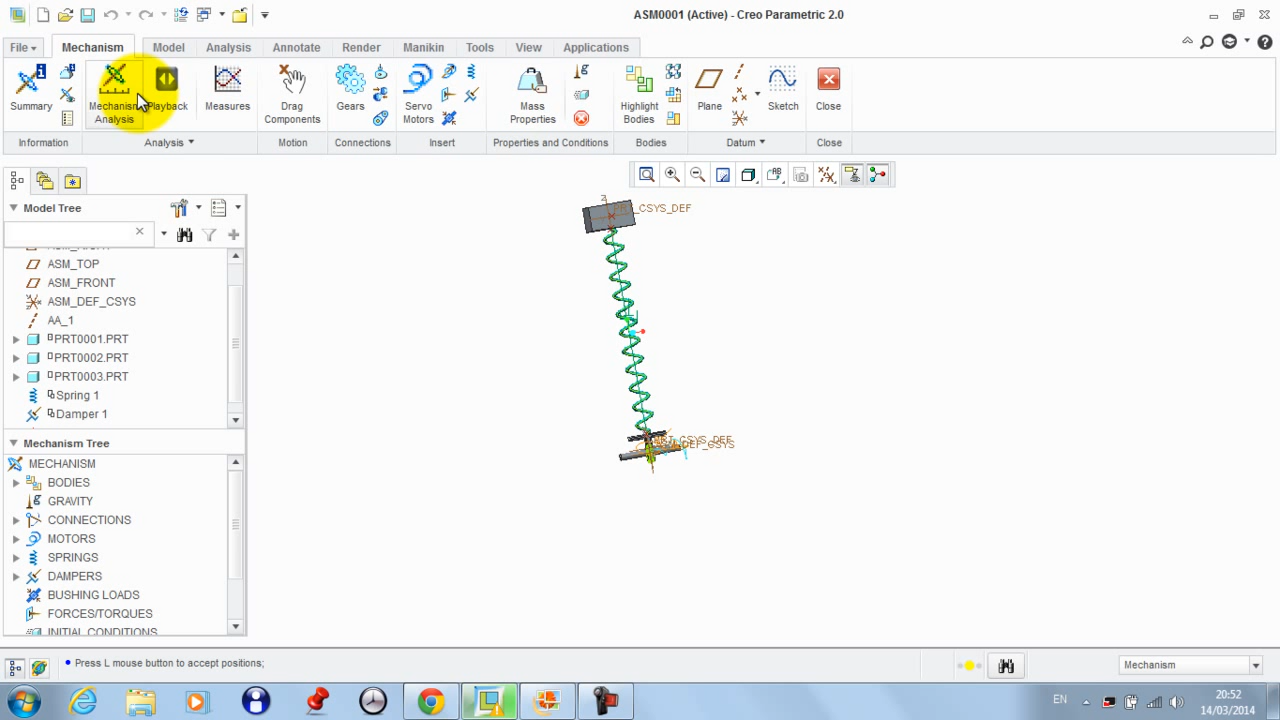 ASM0001 (Active) - Creo Parametric 2.0
File
Mechanism
Model
Analysis
Annotate
Render
Manikin
Tools
View
Applications
Summary
Mechanism Analysis
Playback
Measures
Drag Components
Gears
Servo Motors
Mass Properties
Highlight Bodies
Plane
Sketch
Close
Information
Analysis
Motion
Connections
Insert
Properties and Conditions
Bodies
Datum
Close
Model Tree
ASM_RIGHT
ASM_TOP
ASM_FRONT
ASM_DEF_CSYS
AA_1
PRT0001.PRT
PRT0002.PRT
PRT0003.PRT
Spring 1
Damper 1
Mechanism Tree
MECHANISM
BODIES
GRAVITY
CONNECTIONS
MOTORS
SPRINGS
DAMPERS
BUSHING LOADS
FORCES/TORQUES
INITIAL CONDITIONS
Press L mouse button to accept positions;
Mechanism
EN
20:52
14/03/2014